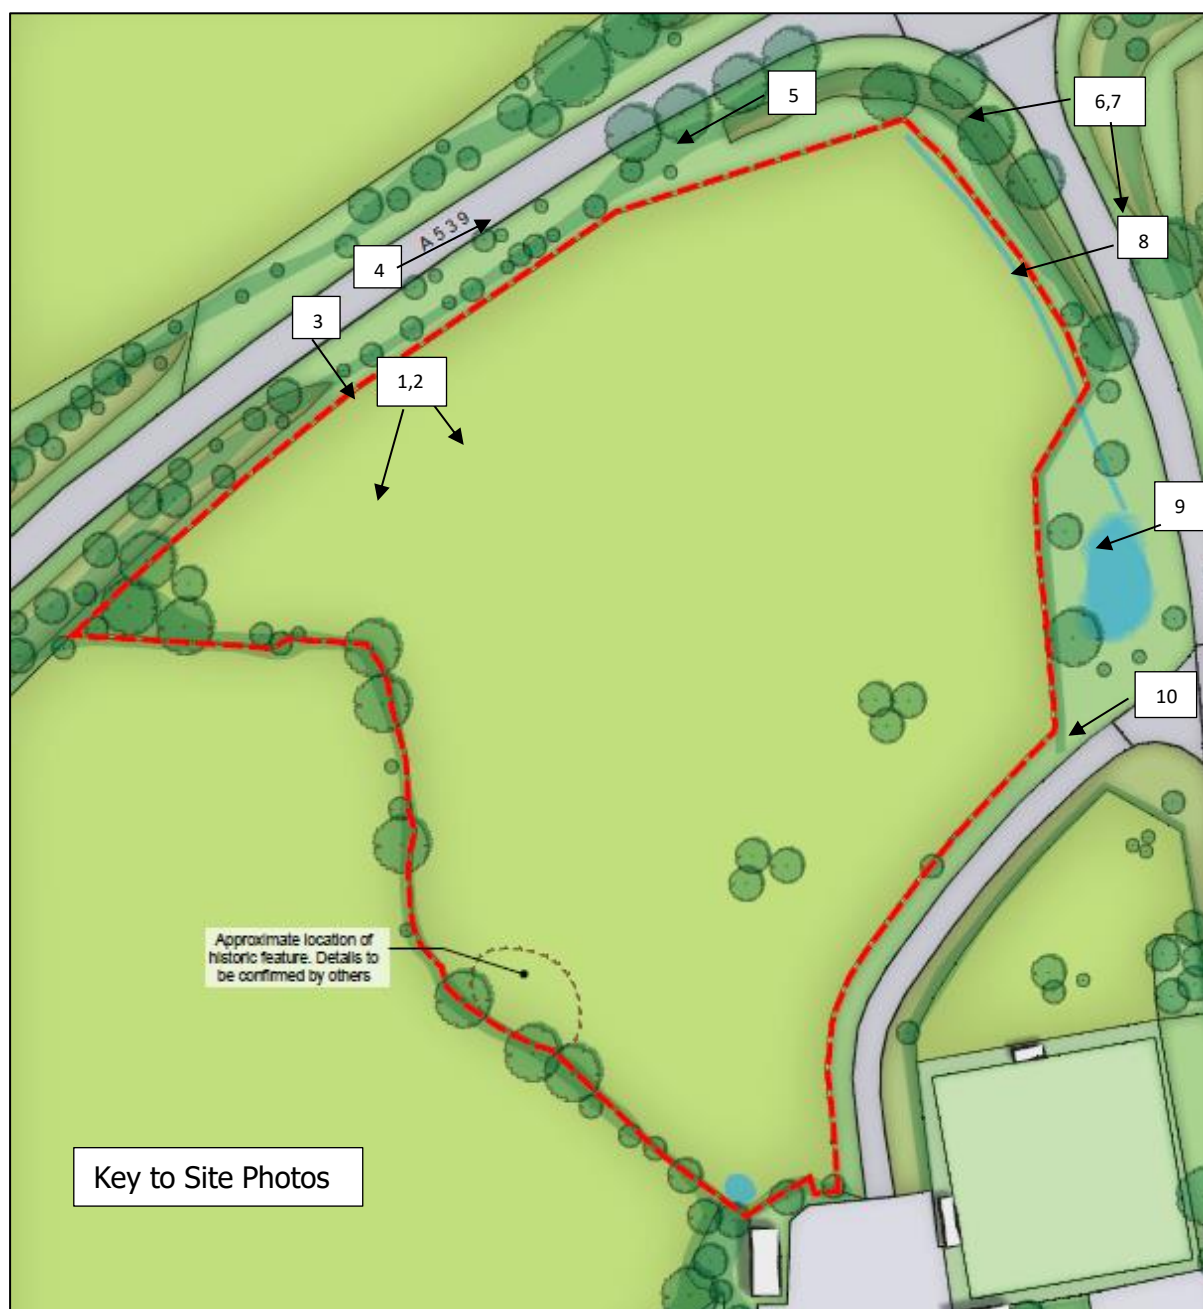 5
6,7
A539
8
4
3
1,2
9
10
Approximate location of
historic feature. Details to
be confirmed by others
Key to Site Photos